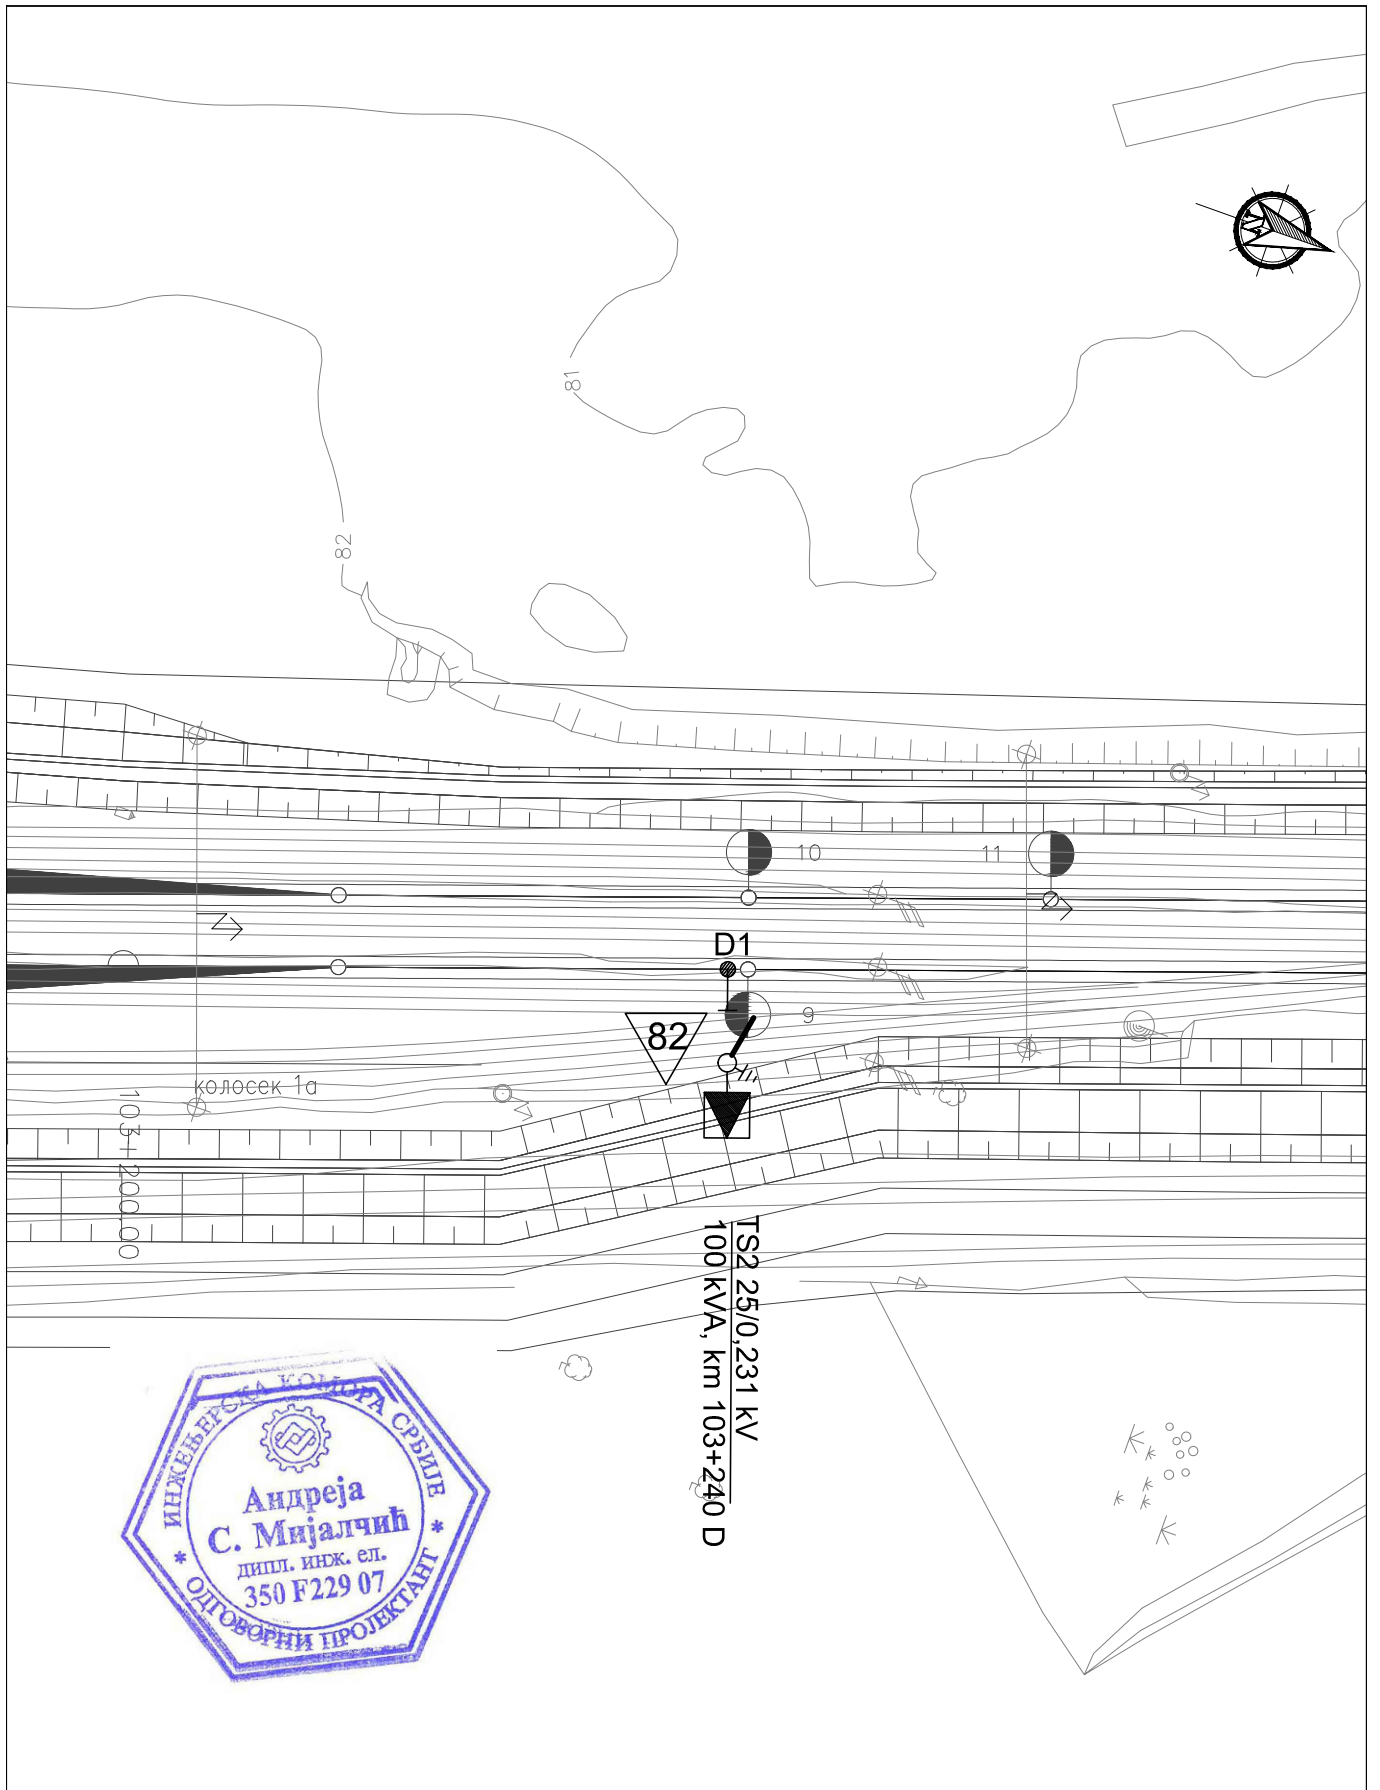 81
82
10
11
D1
9
82
колосек 1а
103+200.00
TS2 25/0,231 kV
100 kVA, km 103+240 D
ИНЖЕЊЕРСКА КОМОРА СРБИЈЕ
Андреја
С. Мијалчић
дипл. инж. ел.
350 F229 07
* ОДГОВОРНИ ПРОЈЕКТАНТ *